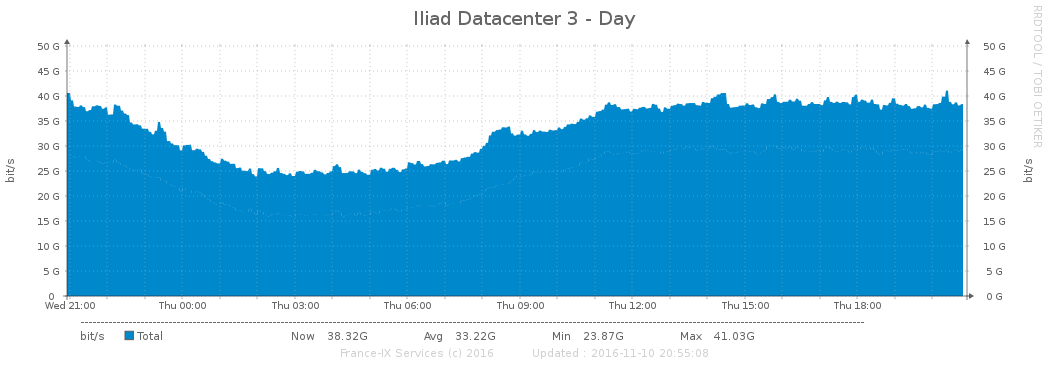 Iliad Datacenter 3 - Day
RRDTOOL / TOBI OETIKER
bit/s
50 G 50 G
45 G 45 G
40 G 40 G
35 G 35 G
30 G 30 G
25 G 25 G
20 G 20 G
15 G 15 G
10 G 10 G
5 G 5 G
0 0 G
bit/s
Wed 21:00 Thu 00:00 Thu 03:00 Thu 06:00 Thu 09:00 Thu 12:00 Thu 15:00 Thu 18:00
bit/s Total Now 38.32G Avg 33.22G Min 23.87G Max 41.03G
France-IX Services (c) 2016 Updated : 2016-11-10 20:55:08